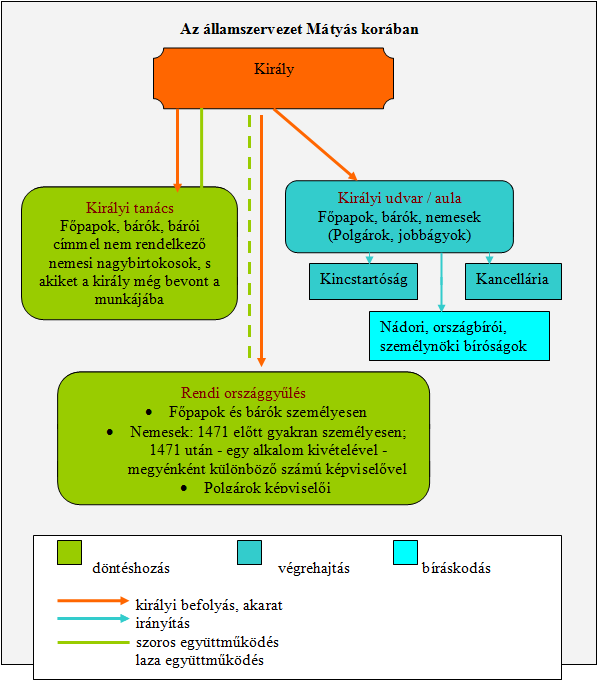 Az államszervezet Mátyás korában
Király
Királyi tanács
Főpapok, bárók, bárói
címmel nem rendelkező
nemesi nagybirtokosok, s
akiket a király még bevont a
munkájába
Királyi udvar / aula
Főpapok, bárók, nemesek
(Polgárok, jobbágyok)
Kincstartóság
Kancellária
Nádori, országbírói,
személynöki bíróságok
Rendi országgyűlés
• Főpapok és bárók személyesen
• Nemesek: 1471 előtt gyakran személyesen;
1471 után - egy alkalom kivételével -
megyénként különböző számú képviselővel
• Polgárok képviselői
döntéshozás
végrehajtás
bíráskodás
királyi befolyás, akarat
irányítás
szoros együttműködés
laza együttműködés